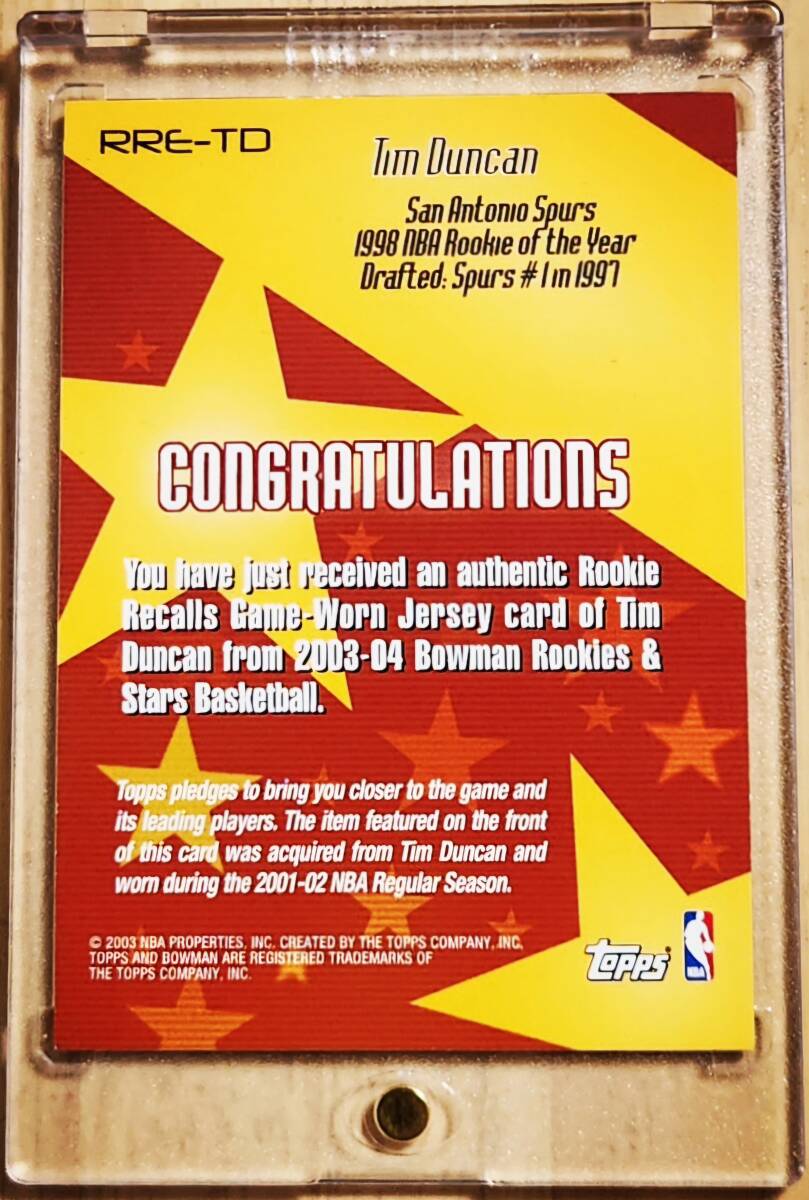 RRE-TD
Tim Duncan
San Antonio Spurs
1998 NBA Rookie of the Year
Drafted: Spurs #1 in 1997
CONGRATULATIONS
You have just received an authentic Rookie
Recalls Game-Worn Jersey card of Tim
Duncan from 2003-04 Bowman Rookies &
Stars Basketball.
Topps pledges to bring you closer to the game and
its leading players. The item featured on the front
of this card was acquired from Tim Duncan and
worn during the 2001-02 NBA Regular Season.
© 2003 NBA PROPERTIES, INC. CREATED BY THE TOPPS COMPANY, INC.
TOPPS AND BOWMAN ARE REGISTERED TRADEMARKS OF
THE TOPPS COMPANY, INC.
topps®
NBA